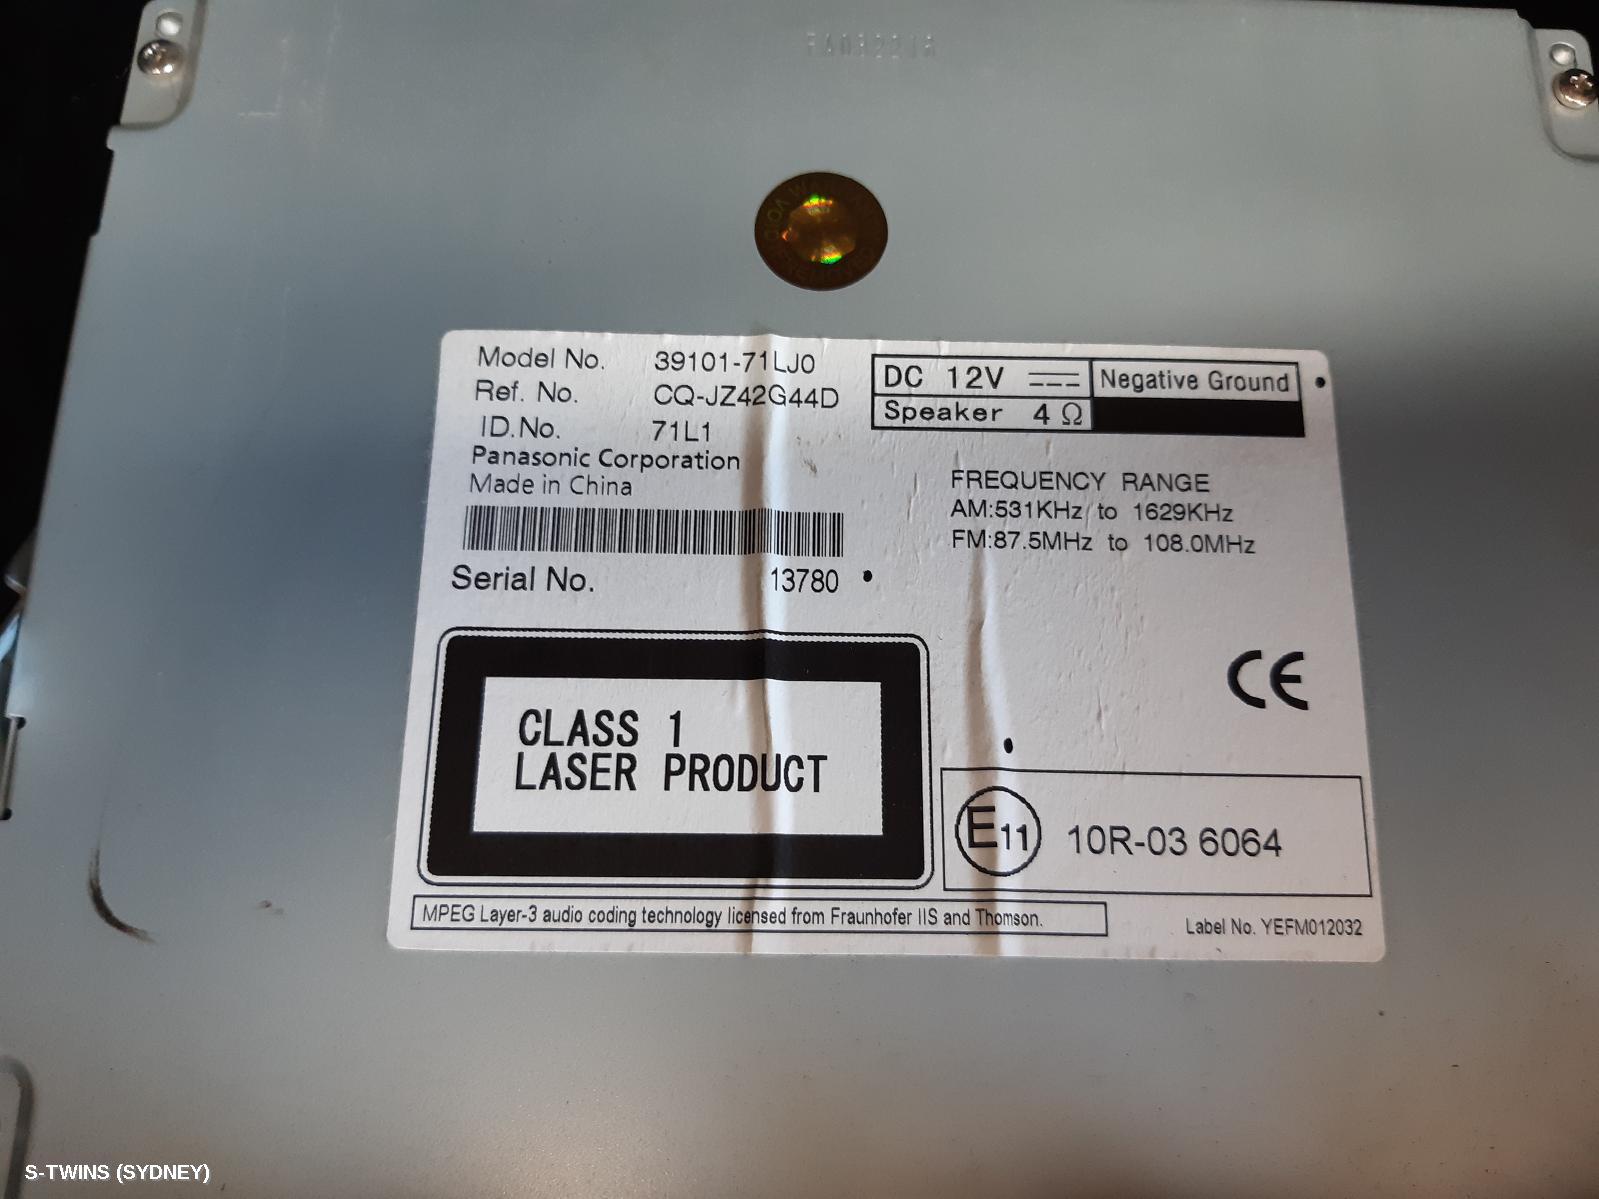 Model No. 39101-71LJ0
Ref. No. CQ-JZ42G44D
ID.No. 71L1
Panasonic Corporation
Made in China
Serial No. 13780
DC 12V Negative Ground
Speaker 4 Ω
FREQUENCY RANGE
AM:531KHz to 1629KHz
FM:87.5MHz to 108.0MHz
CE
CLASS 1
LASER PRODUCT
E11 10R-03 6064
MPEG Layer-3 audio coding technology licensed from Fraunhofer IIS and Thomson.
Label No. YEFM012032
S-TWINS (SYDNEY)